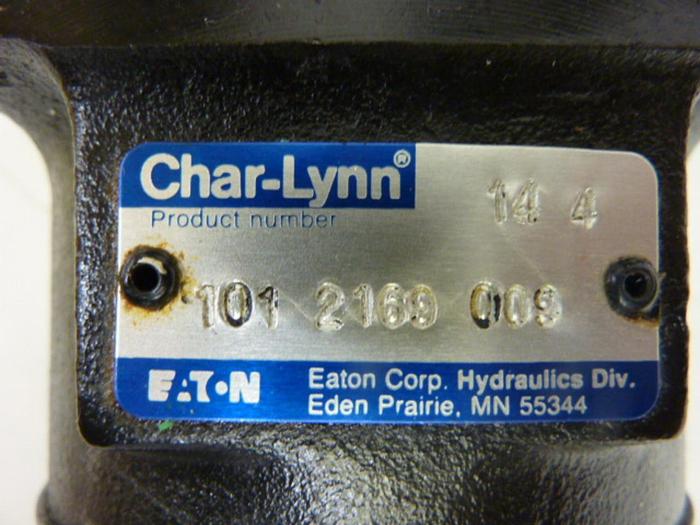 Char-Lynn®
14 4
Product number
101 2169 009
EATON
Eaton Corp. Hydraulics Div.
Eden Prairie, MN 55344